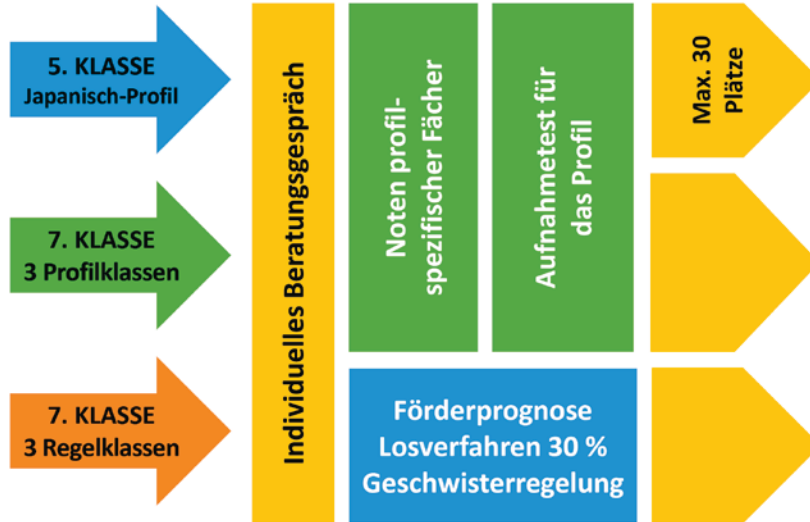 5. KLASSE
Japanisch-Profil
7. KLASSE
3 Profilklassen
7. KLASSE
3 Regelklassen
Individuelles Beratungsgespräch
Noten profil-
spezifischer Fächer
Aufnahmetest für
das Profil
Förderprognose
Losverfahren 30 %
Geschwisterregelung
Max. 30
Plätze